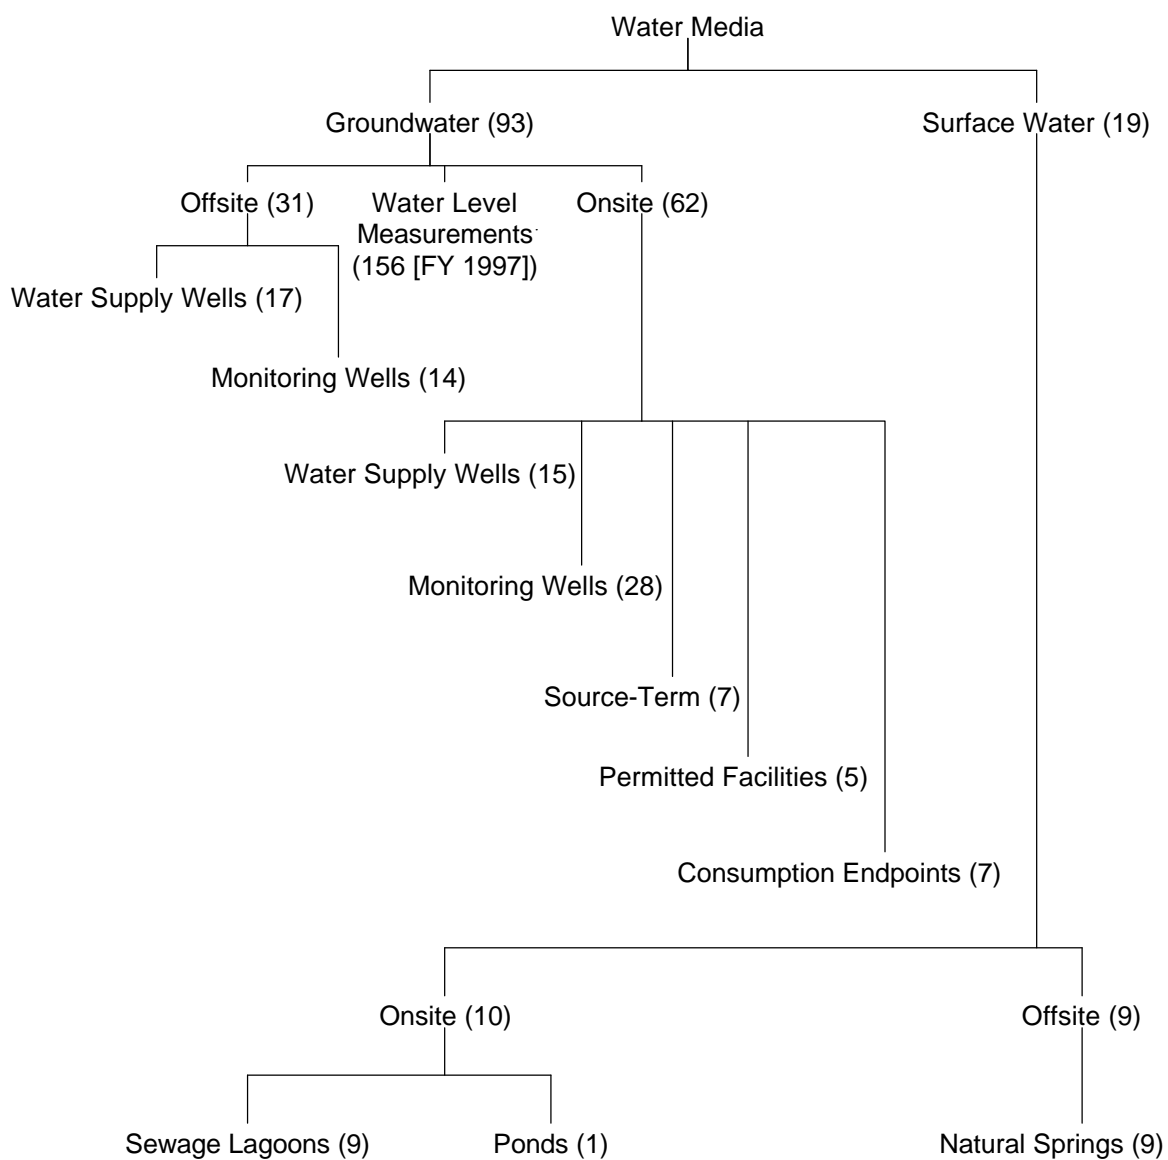 Water Media
Groundwater (93)
Surface Water (19)
Offsite (31)
Water Level
Measurements
(156 [FY 1997])
Onsite (62)
Water Supply Wells (17)
Monitoring Wells (14)
Water Supply Wells (15)
Monitoring Wells (28)
Source-Term (7)
Permitted Facilities (5)
Consumption Endpoints (7)
Onsite (10)
Offsite (9)
Sewage Lagoons (9)
Ponds (1)
Natural Springs (9)